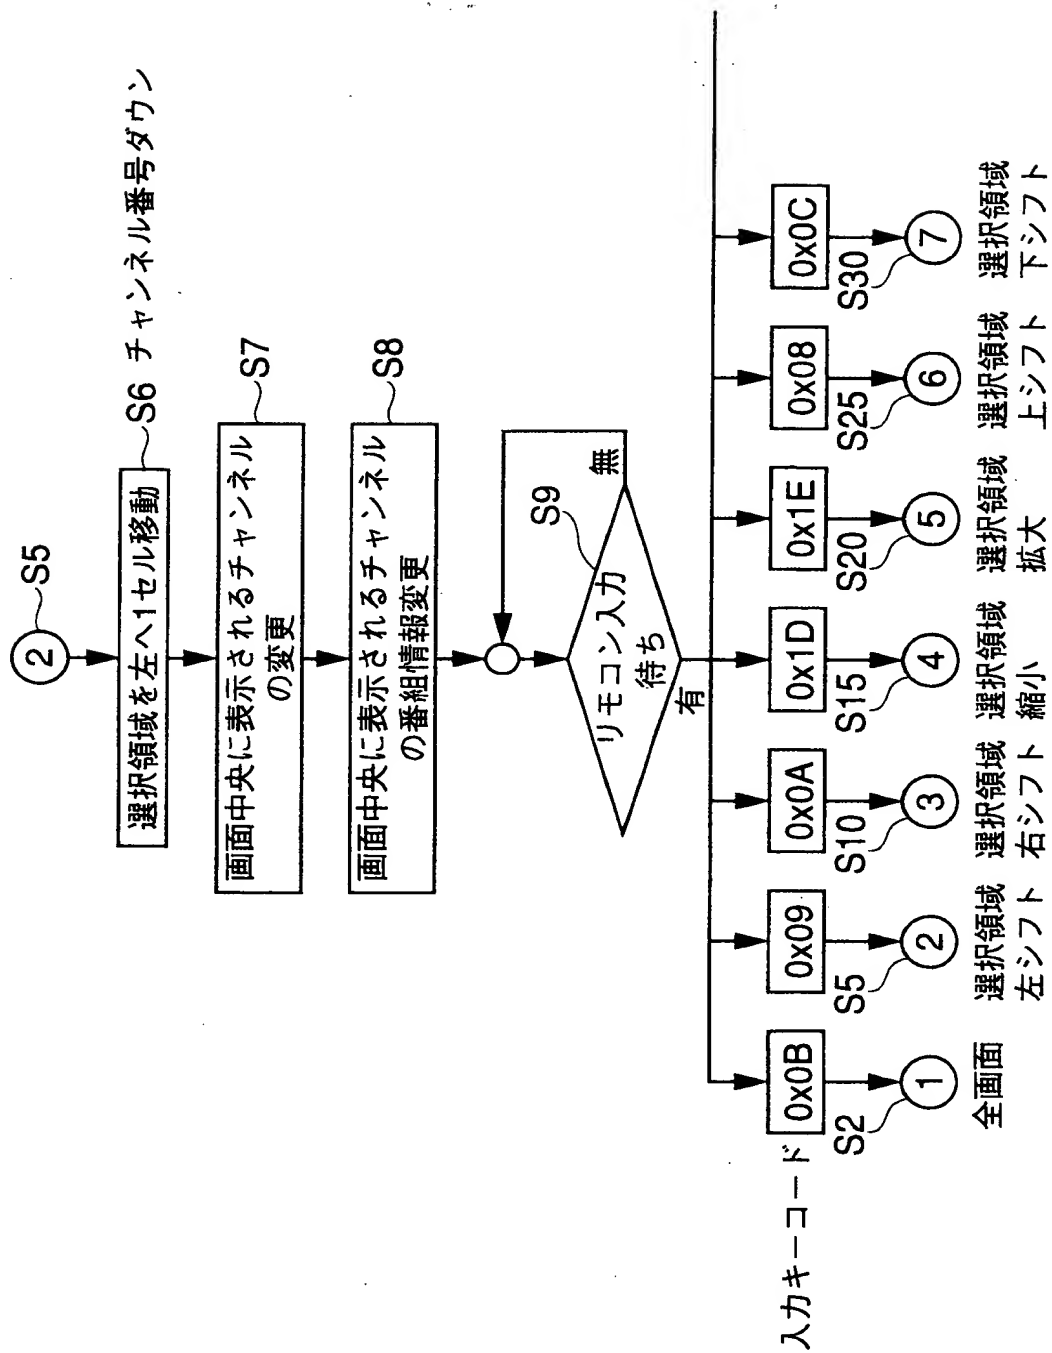 2
S5
選択領域を左へ1セル移動
S6 チャンネル番号ダウン
画面中央に表示されるチャンネル
の変更
S7
画面中央に表示されるチャンネル
の番組情報変更
S8
リモコン入力
待ち
S9
無
有
入力キーコード
0x0B
0x09
0x0A
0x1D
0x1E
0x08
0x0C
S2
S5
S10
S15
S20
S25
S30
1
2
3
4
5
6
7
全画面
選択領域
左シフト
選択領域
右シフト
選択領域
縮小
選択領域
拡大
選択領域
上シフト
選択領域
下シフト